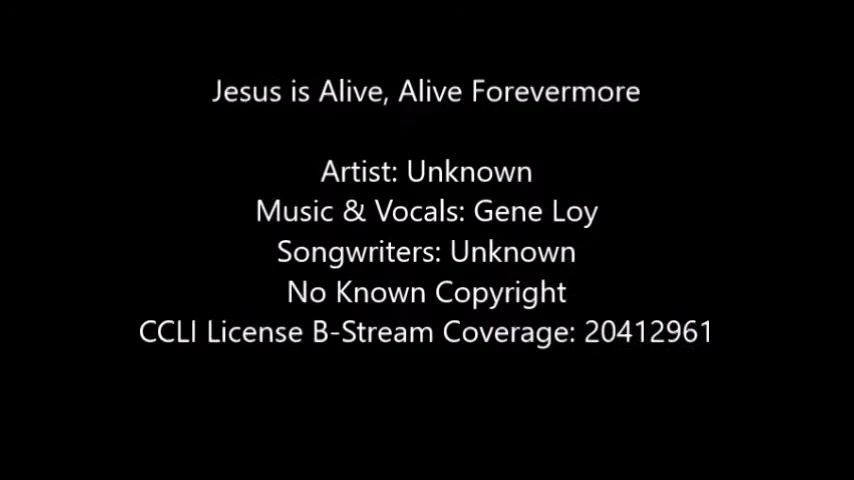 Jesus is Alive, Alive Forevermore
Artist: Unknown
Music & Vocals: Gene Loy
Songwriters: Unknown
No Known Copyright
CCLI License B-Stream Coverage: 20412961